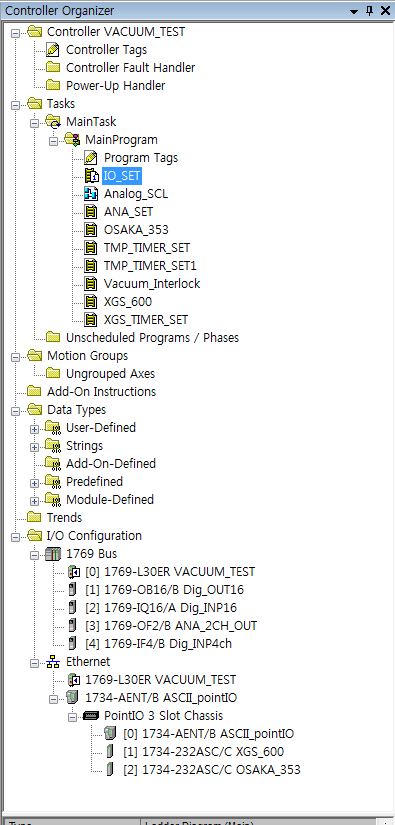 Controller Organizer
Controller VACUUM_TEST
Controller Tags
Controller Fault Handler
Power-Up Handler
Tasks
MainTask
MainProgram
Program Tags
IO_SET
Analog_SCL
ANA_SET
OSAKA_353
TMP_TIMER_SET
TMP_TIMER_SET1
Vacuum_Interlock
XGS_600
XGS_TIMER_SET
Unscheduled Programs / Phases
Motion Groups
Ungrouped Axes
Add-On Instructions
Data Types
User-Defined
Strings
Add-On-Defined
Predefined
Module-Defined
Trends
I/O Configuration
1769 Bus
[0] 1769-L30ER VACUUM_TEST
[1] 1769-OB16/B Dig_OUT16
[2] 1769-IQ16/A Dig_INP16
[3] 1769-OF2/B ANA_2CH_OUT
[4] 1769-IF4/B Dig_INP4ch
Ethernet
1769-L30ER VACUUM_TEST
1734-AENT/B ASCII_pointIO
PointIO 3 Slot Chassis
[0] 1734-AENT/B ASCII_pointIO
[1] 1734-232ASC/C XGS_600
[2] 1734-232ASC/C OSAKA_353
Type Ladder Diagram (Main)